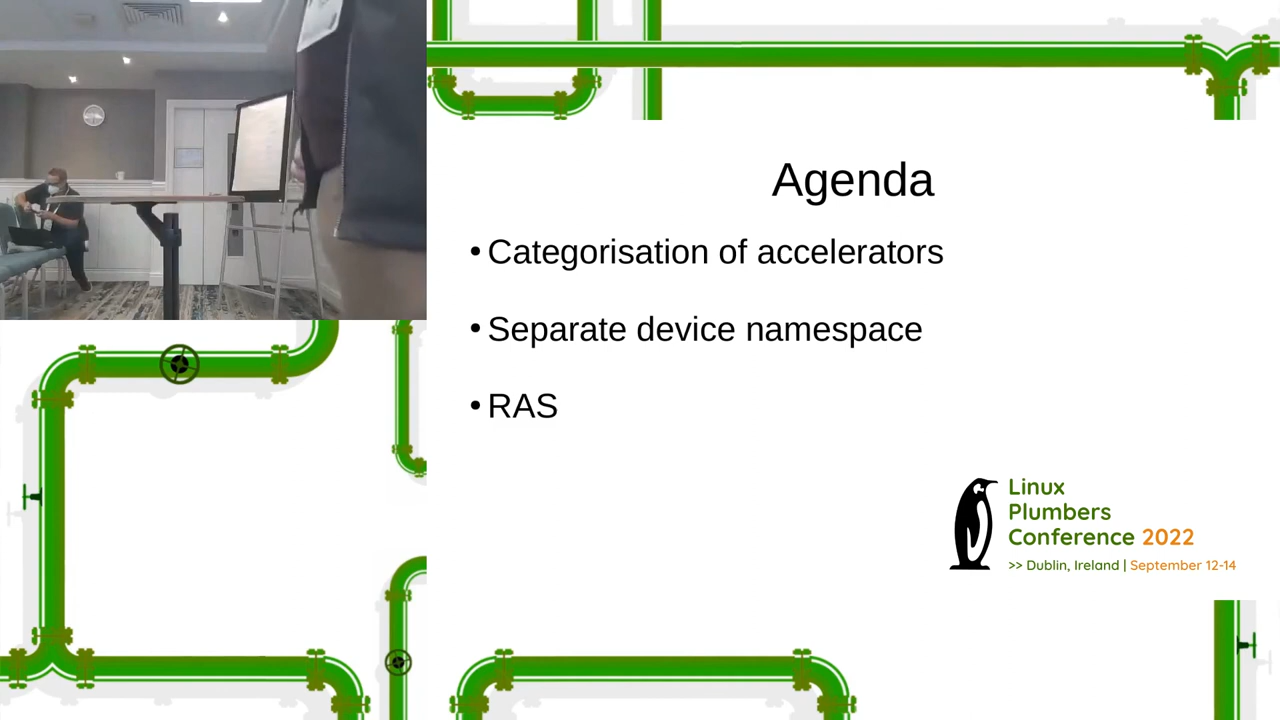 Agenda
• Categorisation of accelerators
• Separate device namespace
• RAS
Linux
Plumbers
Conference 2022
>> Dublin, Ireland | September 12-14